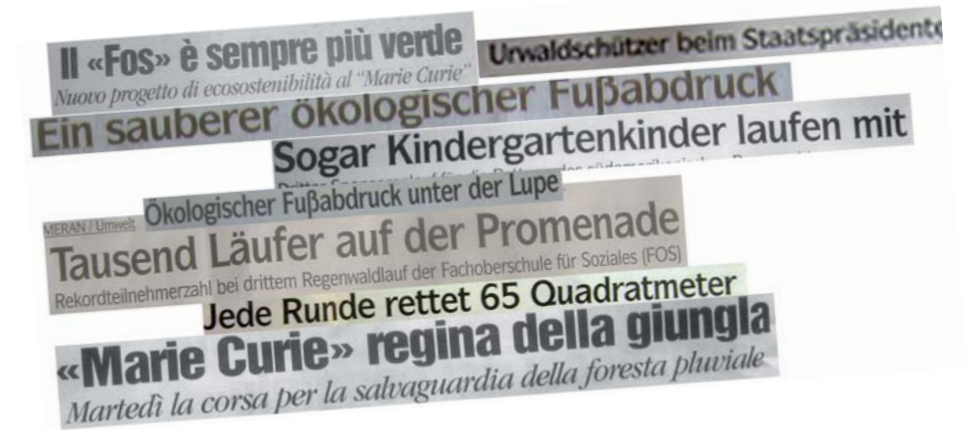 Il «Fos» è sempre più verde
Nuovo progetto di ecosostenibilità al "Marie Curie"
Urwaldschützer beim Staatspräsidente
Ein sauberer ökologischer Fußabdruck
Sogar Kindergartenkinder laufen mit
Ökologischer Fußabdruck unter der Lupe
MERAN / Umwelt
Tausend Läufer auf der Promenade
Rekordteilnehmerzahl bei drittem Regenwaldlauf der Fachoberschule für Soziales (FOS)
Jede Runde rettet 65 Quadratmeter
«Marie Curie» regina della giungla
Martedì la corsa per la salvaguardia della foresta pluviale